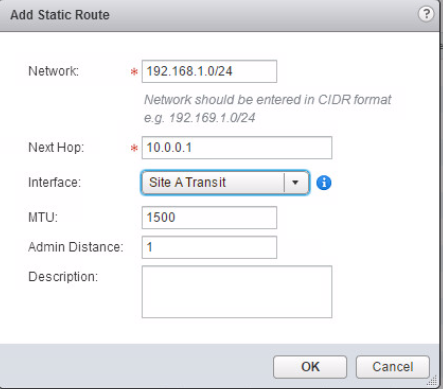 Add Static Route
?
Network: * 192.168.1.0/24
Network should be entered in CIDR format
e.g. 192.169.1.0/24
Next Hop: * 10.0.0.1
Interface: Site A Transit
i
MTU: 1500
Admin Distance: 1
Description:
OK Cancel